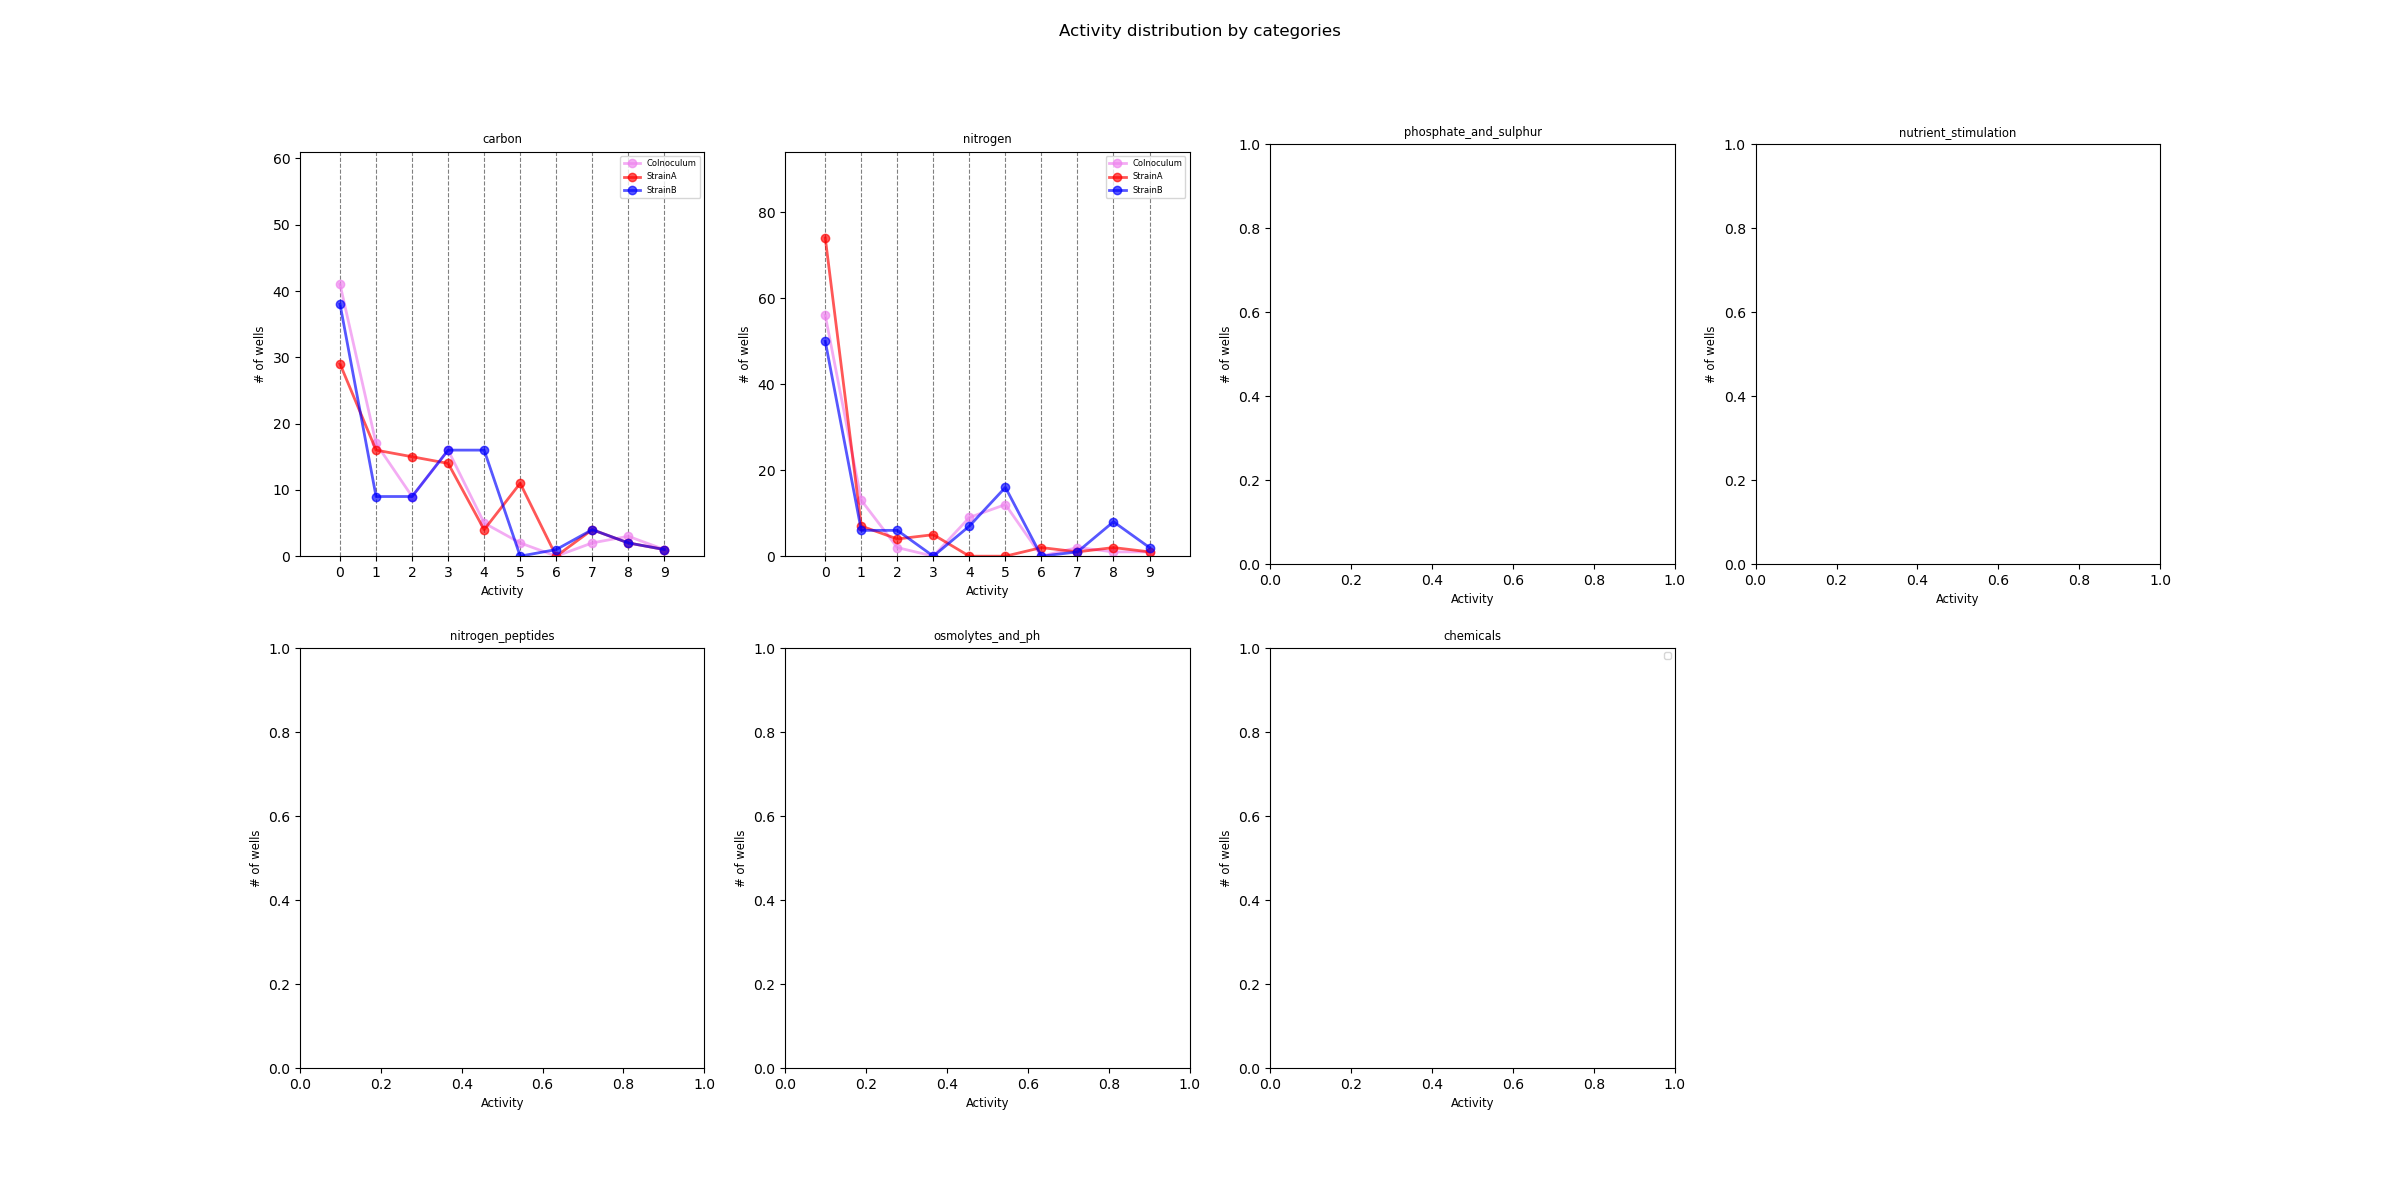 Activity distribution by categories
carbon
60
50
40
30
20
10
0
# of wells
CoInoculum
StrainA
StrainB
0 1 2 3 4 5 6 7 8 9
Activity
nitrogen
80
60
40
20
0
# of wells
CoInoculum
StrainA
StrainB
0 1 2 3 4 5 6 7 8 9
Activity
phosphate_and_sulphur
1.0
0.8
0.6
0.4
0.2
0.0
# of wells
0.0 0.2 0.4 0.6 0.8 1.0
Activity
nutrient_stimulation
1.0
0.8
0.6
0.4
0.2
0.0
# of wells
0.0 0.2 0.4 0.6 0.8 1.0
Activity
nitrogen_peptides
1.0
0.8
0.6
0.4
0.2
0.0
# of wells
0.0 0.2 0.4 0.6 0.8 1.0
Activity
osmolytes_and_ph
1.0
0.8
0.6
0.4
0.2
0.0
# of wells
0.0 0.2 0.4 0.6 0.8 1.0
Activity
chemicals
1.0
0.8
0.6
0.4
0.2
0.0
# of wells
0.0 0.2 0.4 0.6 0.8 1.0
Activity